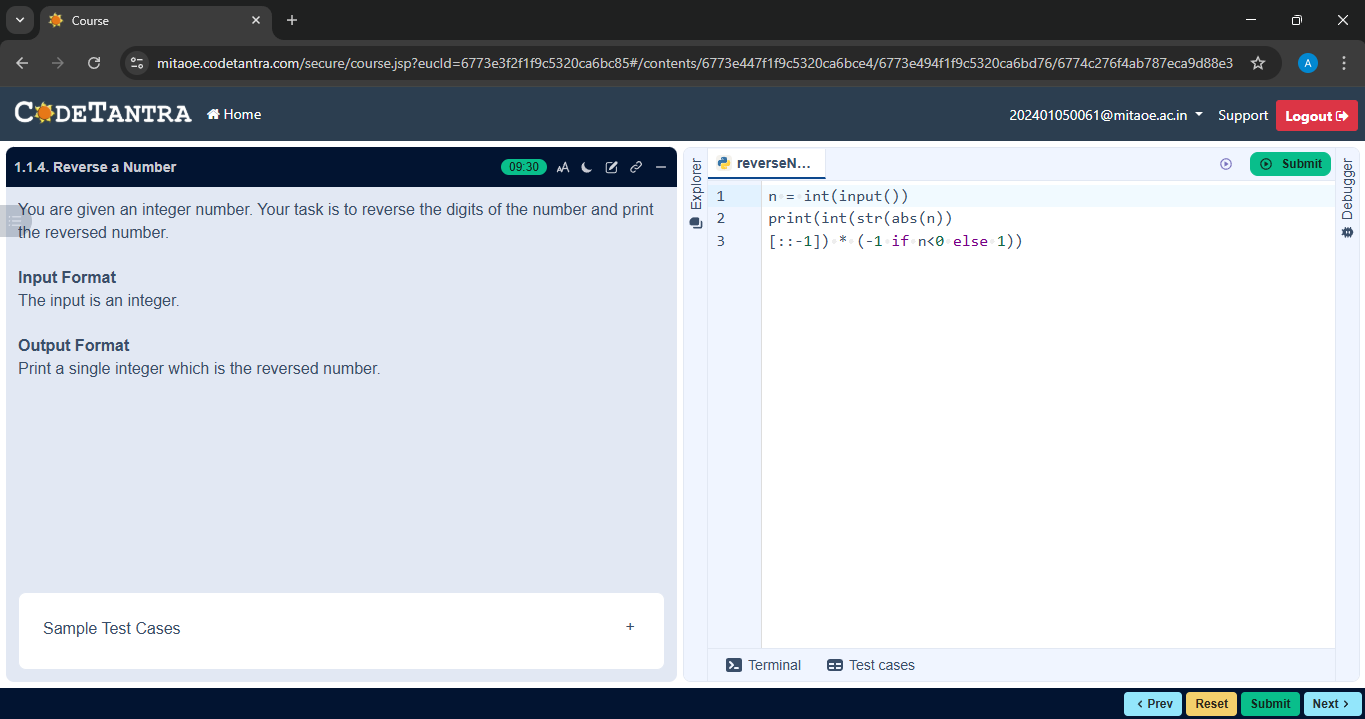 Course
mitaoe.codetantra.com/secure/course.jsp?eucId=6773e3f2f1f9c5320ca6bc85#/contents/6773e447f1f9c5320ca6bce4/6773e494f1f9c5320ca6bd76/6774c276f4ab787eca9d88e3
A
CODETANTRA
Home
202401050061@mitaoe.ac.in
Support
Logout
1.1.4. Reverse a Number
09:30
AA
You are given an integer number. Your task is to reverse the digits of the number and print
the reversed number.
Input Format
The input is an integer.
Output Format
Print a single integer which is the reversed number.
Sample Test Cases
+
Explorer
reverseN...
Submit
1 n = int(input())
2 print(int(str(abs(n))
3 [::-1]) * (-1 if n<0 else 1))
Debugger
Terminal
Test cases
< Prev
Reset
Submit
Next >